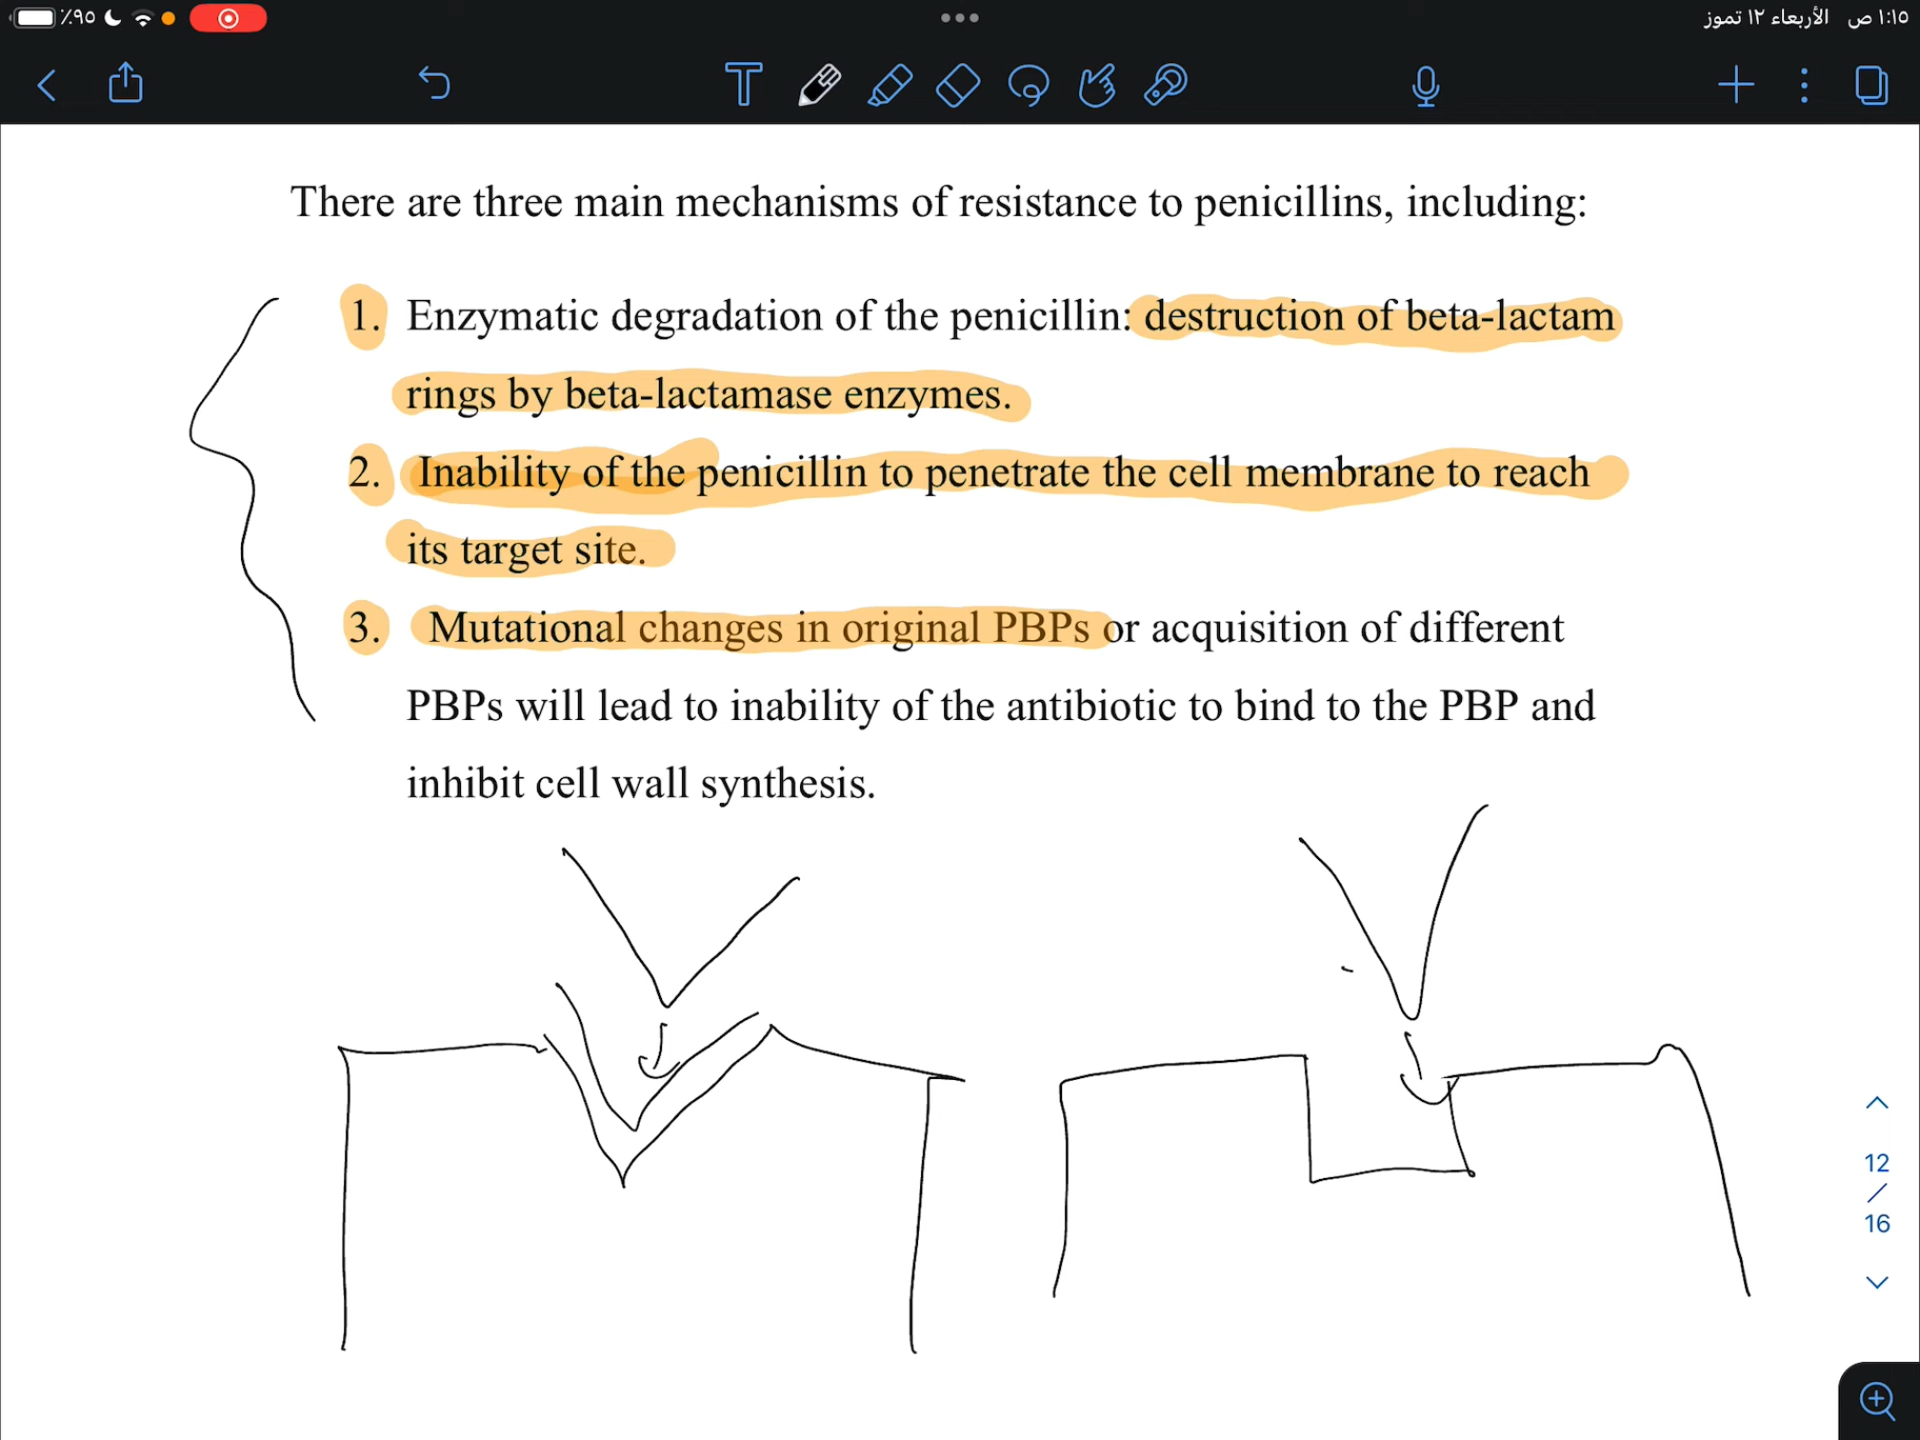 ٪٩٥
١:١٥ ص الأربعاء ١٢ تموز
There are three main mechanisms of resistance to penicillins, including:
1. Enzymatic degradation of the penicillin: destruction of beta-lactam
rings by beta-lactamase enzymes.
2. Inability of the penicillin to penetrate the cell membrane to reach
its target site.
3. Mutational changes in original PBPs or acquisition of different
PBPs will lead to inability of the antibiotic to bind to the PBP and
inhibit cell wall synthesis.
12
/
16